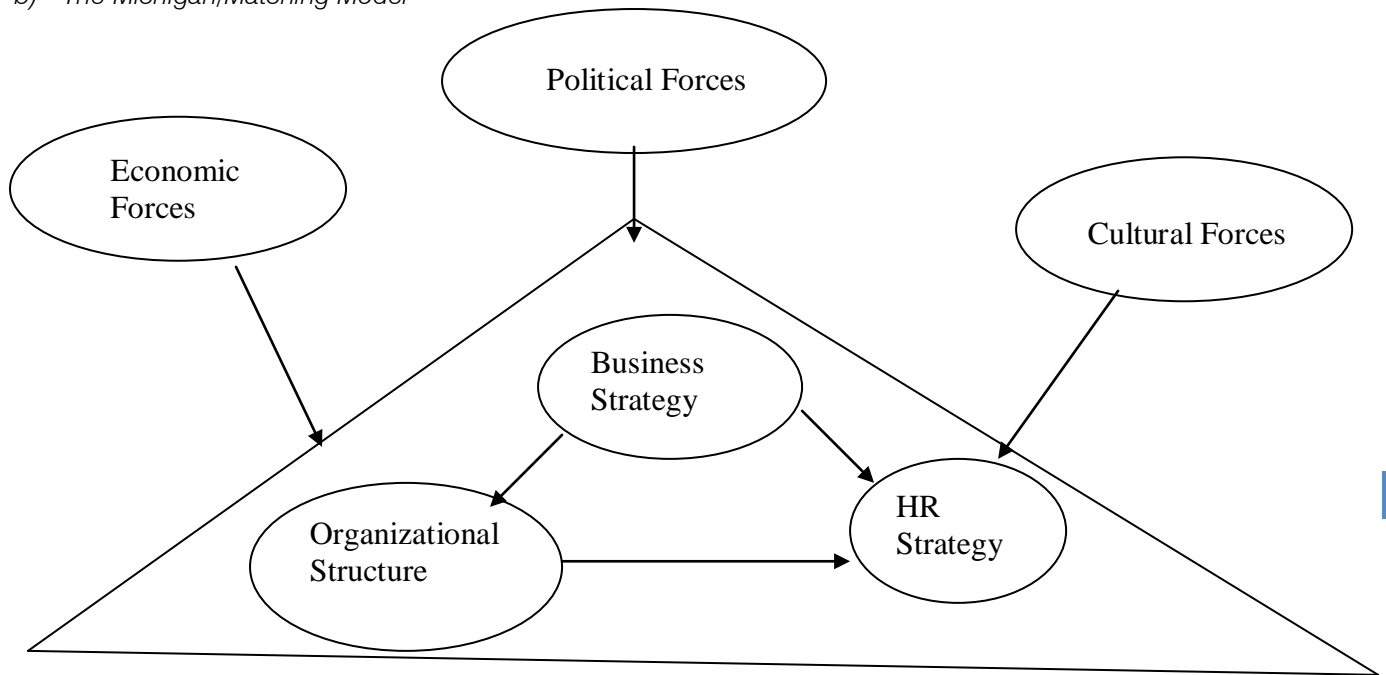 b) The Michigan/Matching Model
Political Forces
Economic
Forces
Cultural Forces
Business
Strategy
Organizational
Structure
HR
Strategy